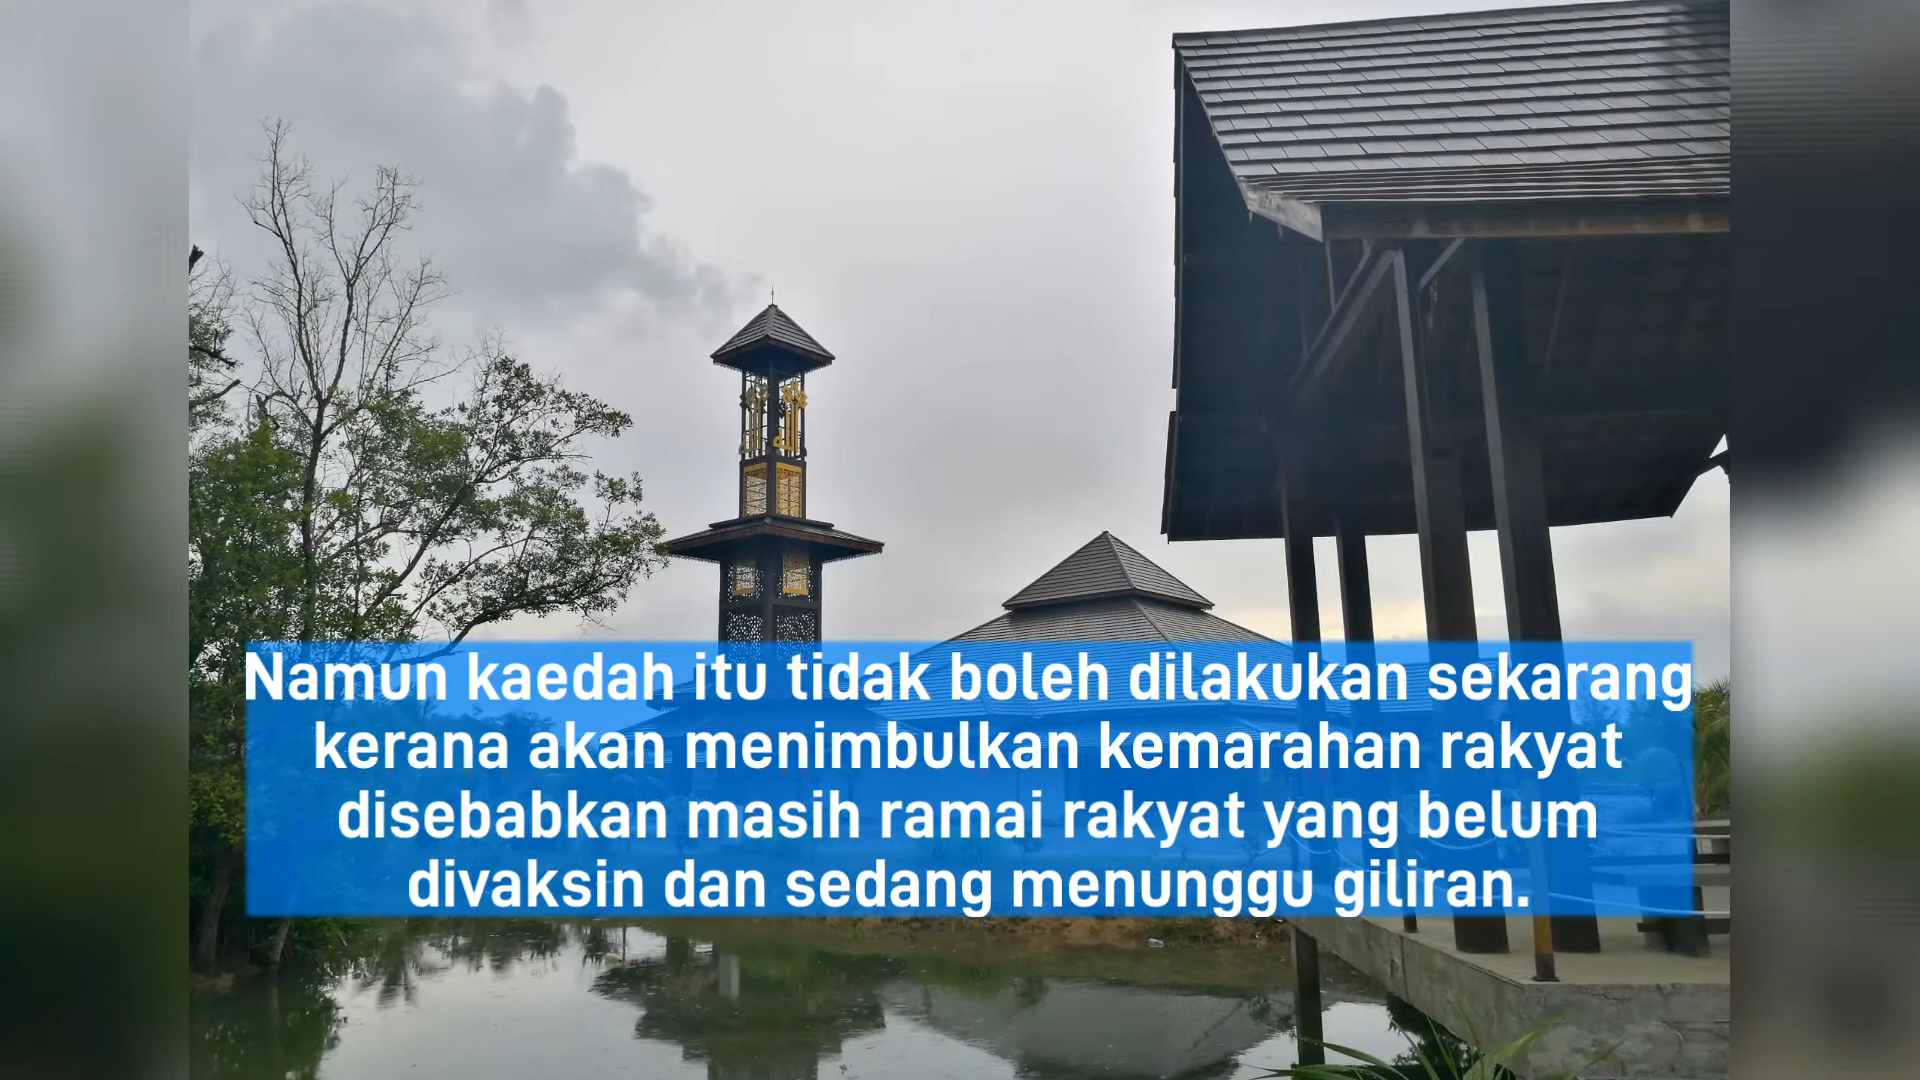 Namun kaedah itu tidak boleh dilakukan sekarang
kerana akan menimbulkan kemarahan rakyat
disebabkan masih ramai rakyat yang belum
divaksin dan sedang menunggu giliran.